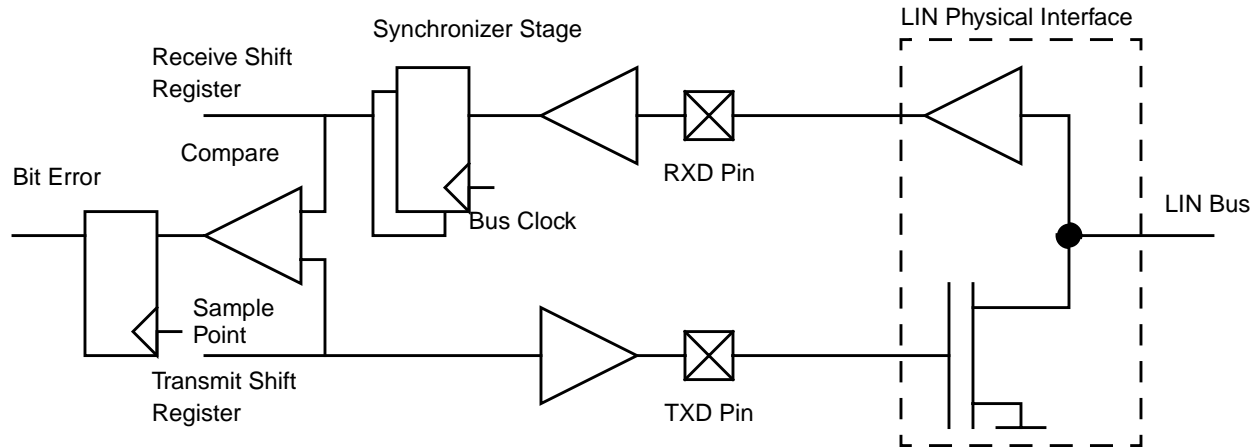 LIN Physical Interface
Synchronizer Stage
Receive Shift
Register
Compare
RXD Pin
Bit Error
Bus Clock
LIN Bus
Sample
Point
Transmit Shift
Register
TXD Pin